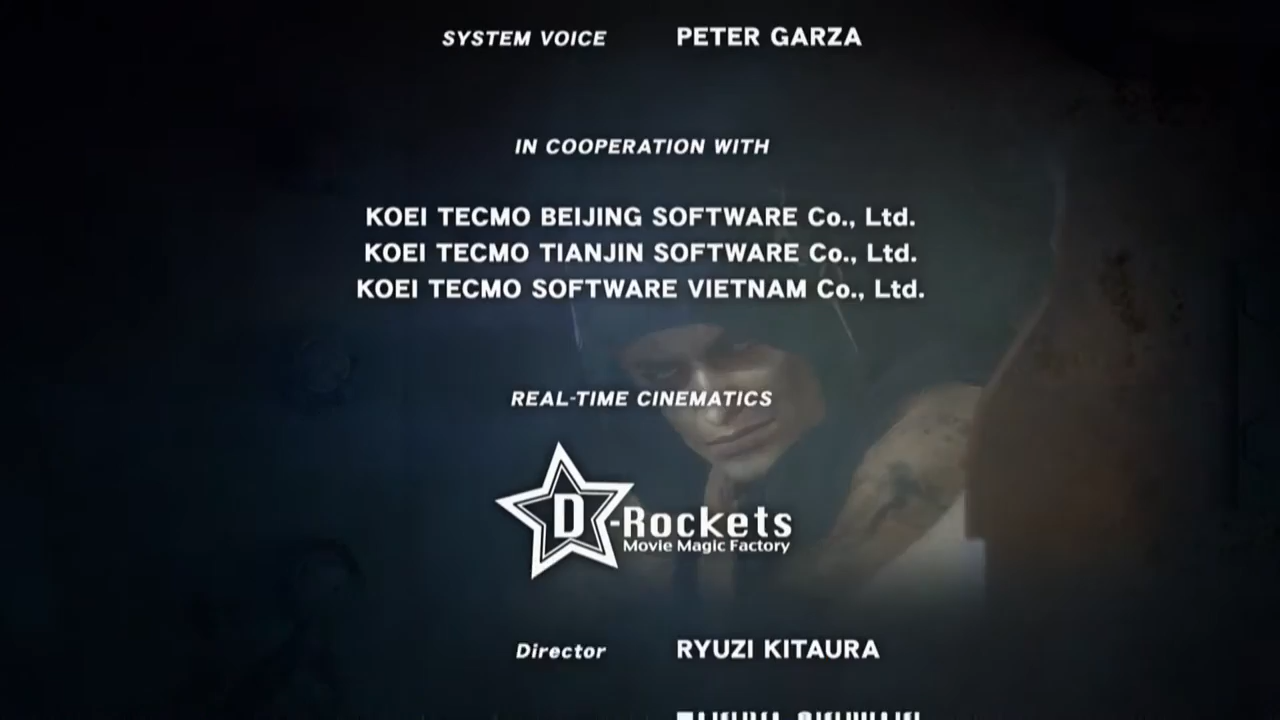 SYSTEM VOICE PETER GARZA
IN COOPERATION WITH
KOEI TECMO BEIJING SOFTWARE Co., Ltd.
KOEI TECMO TIANJIN SOFTWARE Co., Ltd.
KOEI TECMO SOFTWARE VIETNAM Co., Ltd.
REAL-TIME CINEMATICS
D-Rockets
Movie Magic Factory
Director RYUZI KITAURA